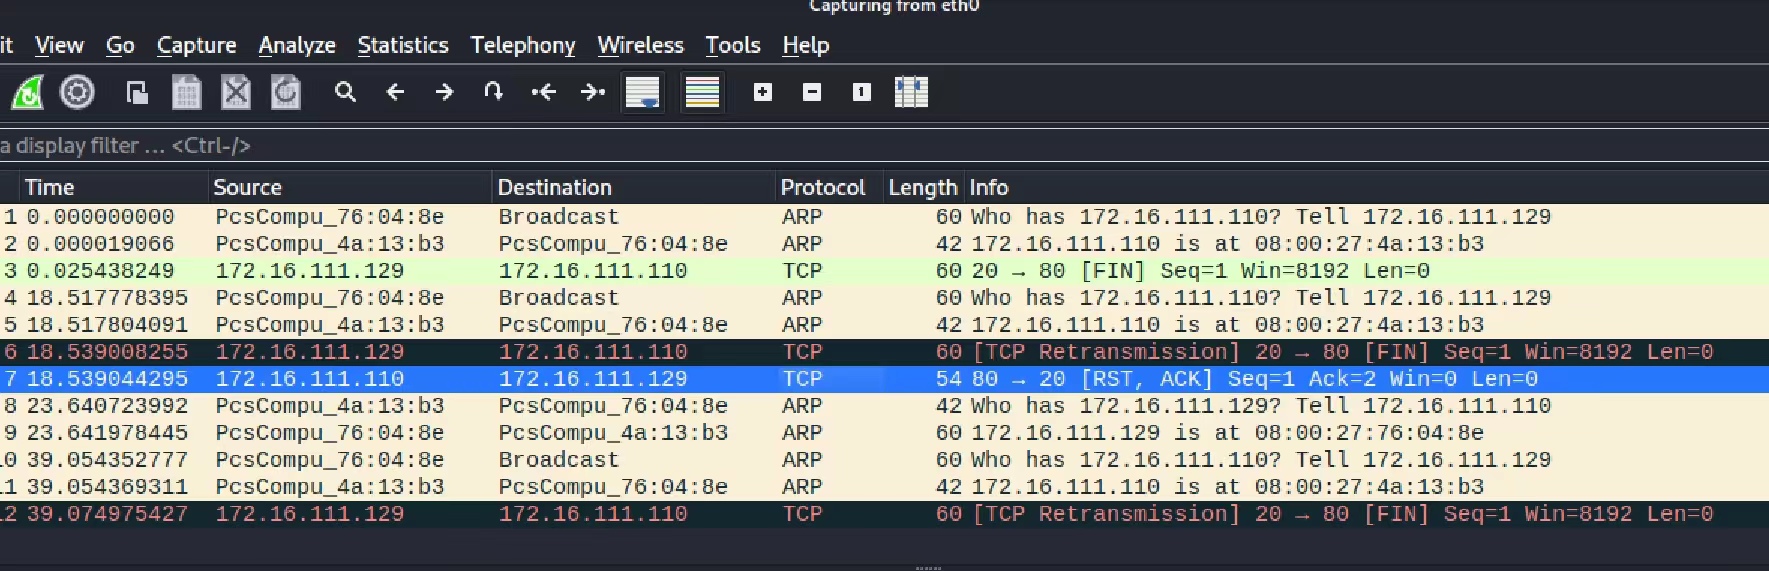 Capturing from eth0
it View Go Capture Analyze Statistics Telephony Wireless Tools Help
a display filter ... <Ctrl-/>
Time Source Destination Protocol Length Info
1 0.000000000 PcsCompu_76:04:8e Broadcast ARP 60 Who has 172.16.111.110? Tell 172.16.111.129
2 0.000019066 PcsCompu_4a:13:b3 PcsCompu_76:04:8e ARP 42 172.16.111.110 is at 08:00:27:4a:13:b3
3 0.025438249 172.16.111.129 172.16.111.110 TCP 60 20 → 80 [FIN] Seq=1 Win=8192 Len=0
4 18.517778395 PcsCompu_76:04:8e Broadcast ARP 60 Who has 172.16.111.110? Tell 172.16.111.129
5 18.517804091 PcsCompu_4a:13:b3 PcsCompu_76:04:8e ARP 42 172.16.111.110 is at 08:00:27:4a:13:b3
6 18.539008255 172.16.111.129 172.16.111.110 TCP 60 [TCP Retransmission] 20 → 80 [FIN] Seq=1 Win=8192 Len=0
7 18.539044295 172.16.111.110 172.16.111.129 TCP 54 80 → 20 [RST, ACK] Seq=1 Ack=2 Win=0 Len=0
8 23.640723992 PcsCompu_4a:13:b3 PcsCompu_76:04:8e ARP 42 Who has 172.16.111.129? Tell 172.16.111.110
9 23.641978445 PcsCompu_76:04:8e PcsCompu_4a:13:b3 ARP 60 172.16.111.129 is at 08:00:27:76:04:8e
.0 39.054352777 PcsCompu_76:04:8e Broadcast ARP 60 Who has 172.16.111.110? Tell 172.16.111.129
.1 39.054369311 PcsCompu_4a:13:b3 PcsCompu_76:04:8e ARP 42 172.16.111.110 is at 08:00:27:4a:13:b3
.2 39.074975427 172.16.111.129 172.16.111.110 TCP 60 [TCP Retransmission] 20 → 80 [FIN] Seq=1 Win=8192 Len=0